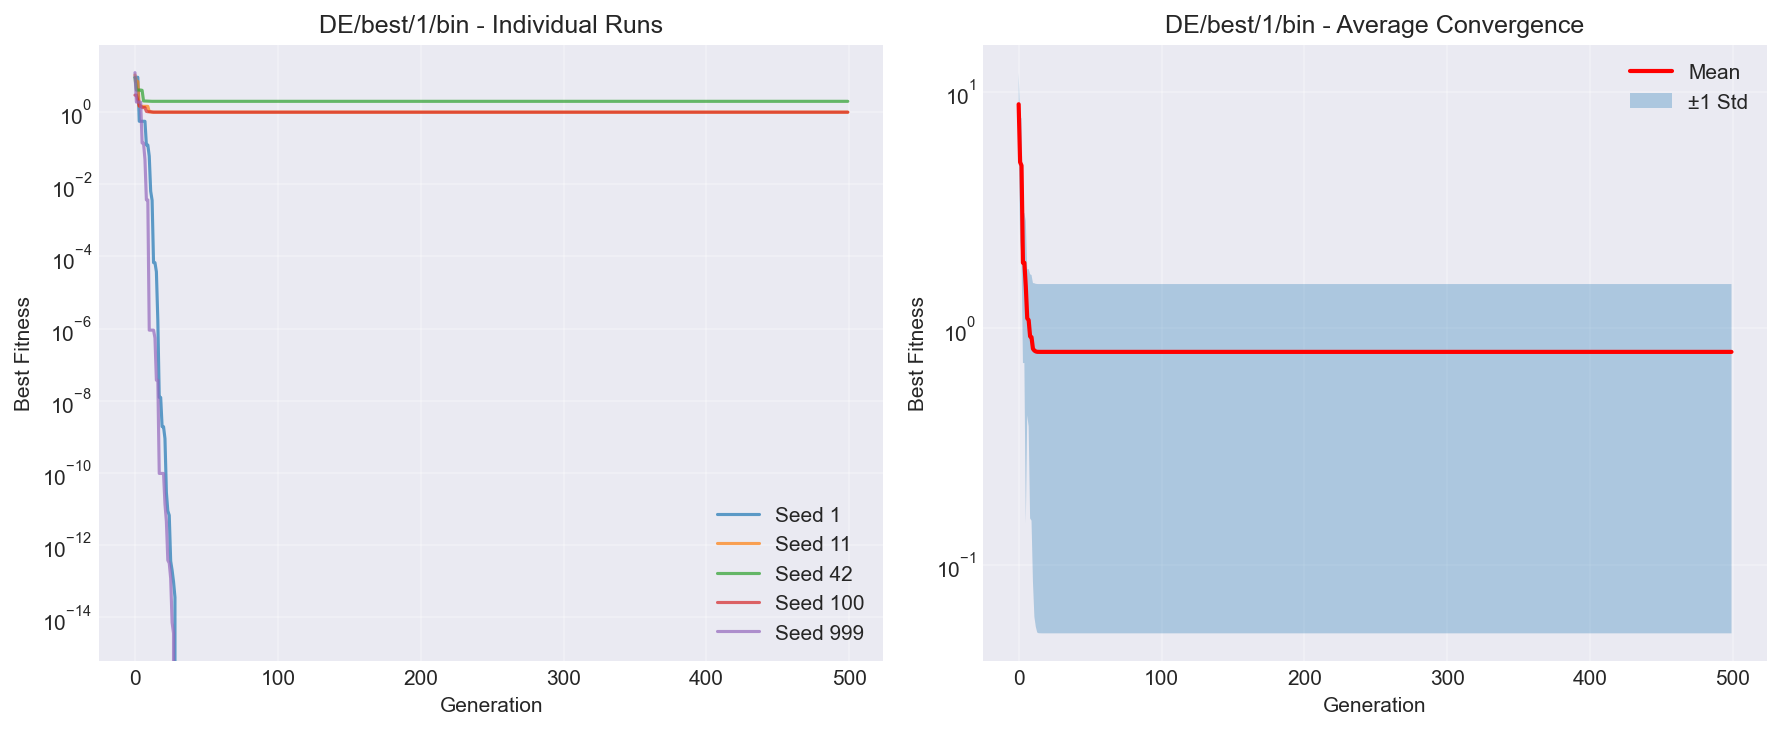 DE/best/1/bin - Individual Runs
10^0
10^−2
10^−4
10^−6
10^−8
10^−10
10^−12
10^−14
Best Fitness
0 100 200 300 400 500
Generation
Seed 1
Seed 11
Seed 42
Seed 100
Seed 999
DE/best/1/bin - Average Convergence
10^1
10^0
10^−1
Best Fitness
0 100 200 300 400 500
Generation
Mean
±1 Std